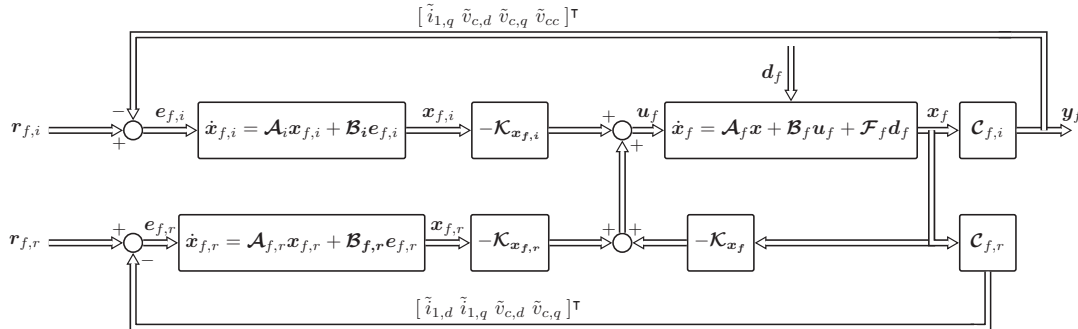 [ ĩ_{1,q} ṽ_{c,d} ṽ_{c,q} ṽ_{cc} ]^⊤
d_f
− e_{f,i} x_{f,i} + u_f x_f y_f
r_{f,i} + ẋ_{f,i} = 𝒜_i x_{f,i} + ℬ_i e_{f,i} −𝒦_{x_{f,i}} + ẋ_f = 𝒜_f x + ℬ_f u_f + ℱ_f d_f 𝒞_{f,i}
+ e_{f,r} x_{f,r} + +
r_{f,r} − ẋ_{f,r} = 𝒜_{f,r} x_{f,r} + ℬ_{f,r} e_{f,r} −𝒦_{x_{f,r}} −𝒦_{x_f} 𝒞_{f,r}
[ ĩ_{1,d} ĩ_{1,q} ṽ_{c,d} ṽ_{c,q} ]^⊤